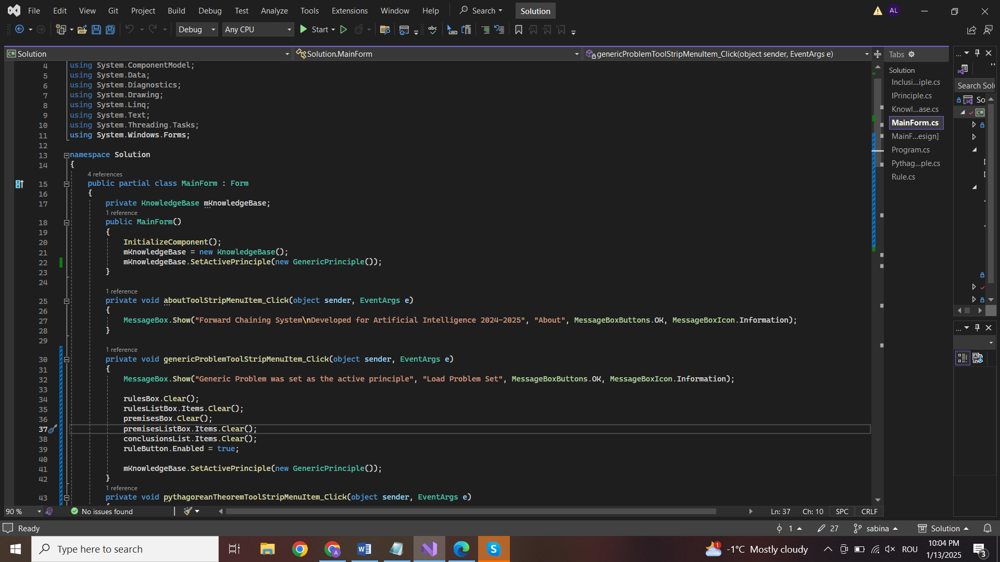 File Edit View Git Project Build Debug Test Analyze Tools Extensions Window Help Search Solution AL
Debug Any CPU Start
Solution Solution.MainForm genericProblemToolStripMenuItem_Click(object sender, EventArgs e)
4 using System.ComponentModel;
5 using System.Data;
6 using System.Diagnostics;
7 using System.Drawing;
8 using System.Linq;
9 using System.Text;
10 using System.Threading.Tasks;
11 using System.Windows.Forms;
12
13 namespace Solution
14 {
4 references
15 public partial class MainForm : Form
16 {
17 private KnowledgeBase mKnowledgeBase;
1 reference
18 public MainForm()
19 {
20 InitializeComponent();
21 mKnowledgeBase = new KnowledgeBase();
22 mKnowledgeBase.SetActivePrinciple(new GenericPrinciple());
23 }
24
1 reference
25 private void aboutToolStripMenuItem_Click(object sender, EventArgs e)
26 {
27 MessageBox.Show("Forward Chaining System\nDeveloped for Artificial Intelligence 2024-2025", "About", MessageBoxButtons.OK, MessageBoxIcon.Information);
28 }
29
1 reference
30 private void genericProblemToolStripMenuItem_Click(object sender, EventArgs e)
31 {
32 MessageBox.Show("Generic Problem was set as the active principle", "Load Problem Set", MessageBoxButtons.OK, MessageBoxIcon.Information);
33
34 rulesBox.Clear();
35 rulesListBox.Items.Clear();
36 premisesBox.Clear();
37 premisesListBox.Items.Clear();
38 conclusionsList.Items.Clear();
39 ruleButton.Enabled = true;
40
41 mKnowledgeBase.SetActivePrinciple(new GenericPrinciple());
42 }
1 reference
43 private void pythagoreanTheoremToolStripMenuItem_Click(object sender, EventArgs e)
Tabs
Solution
Inclusi...iple.cs
IPrinciple.cs
Knowl...ase.cs
MainForm.cs
MainF...esign]
Program.cs
Pythag...ple.cs
Rule.cs
...
Search Solu
So
...
90 % No issues found Ln: 37 Ch: 10 SPC CRLF
Ready 1 27 sabina Solution
Type here to search 1 -1°C Mostly cloudy ROU 10:04 PM 1/13/2025 3